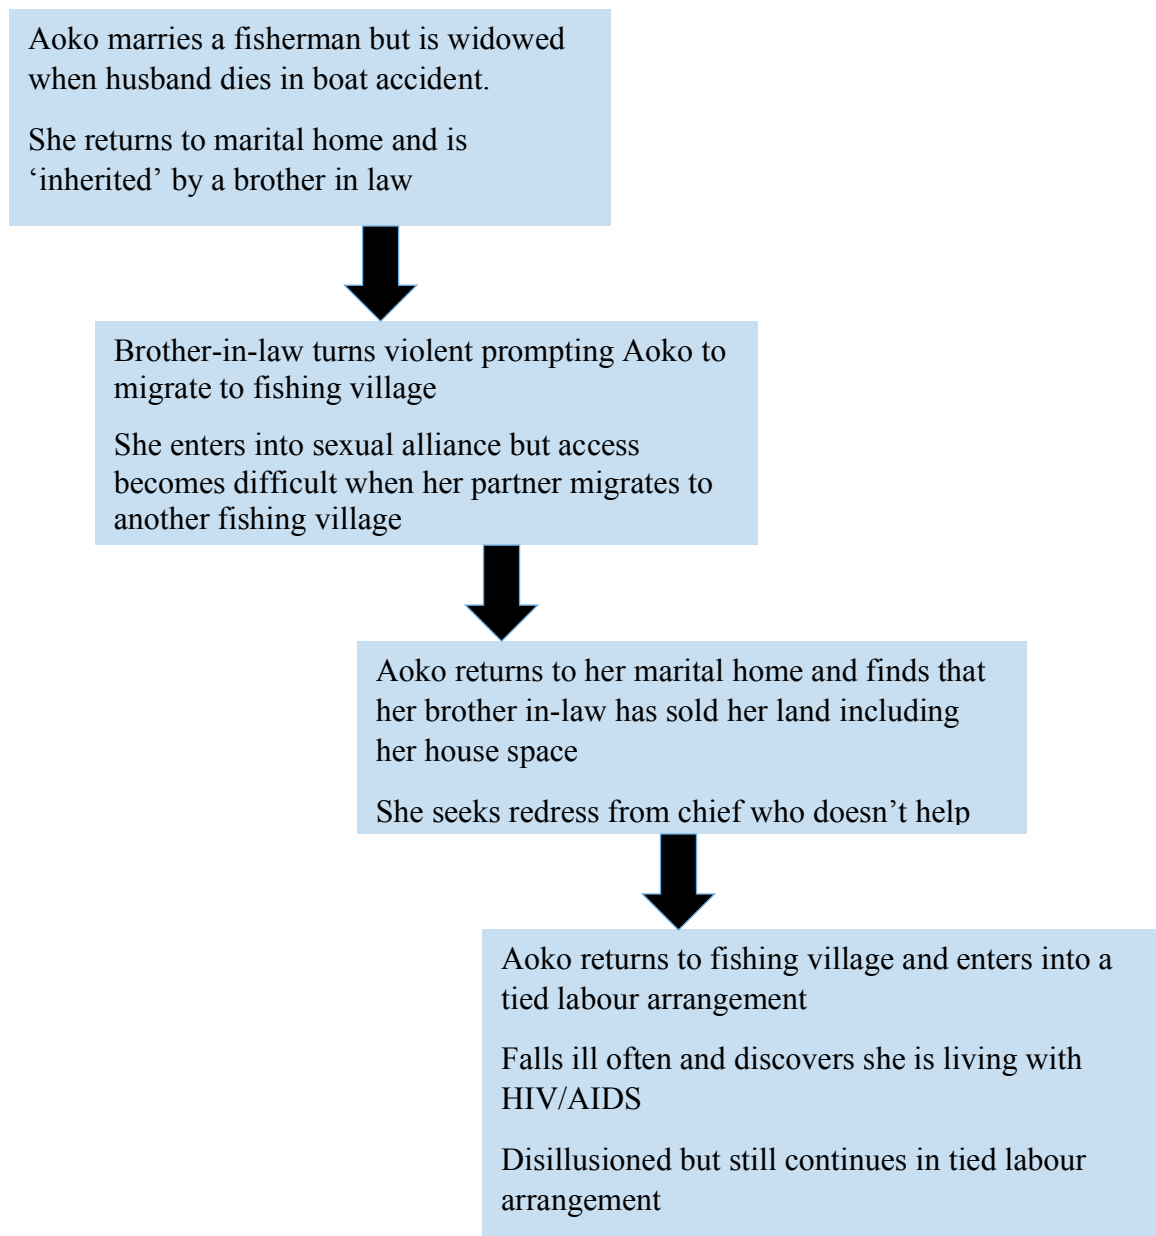 Aoko marries a fisherman but is widowed
when husband dies in boat accident.
She returns to marital home and is
‘inherited’ by a brother in law
Brother-in-law turns violent prompting Aoko to
migrate to fishing village
She enters into sexual alliance but access
becomes difficult when her partner migrates to
another fishing village
Aoko returns to her marital home and finds that
her brother in-law has sold her land including
her house space
She seeks redress from chief who doesn’t help
Aoko returns to fishing village and enters into a
tied labour arrangement
Falls ill often and discovers she is living with
HIV/AIDS
Disillusioned but still continues in tied labour
arrangement